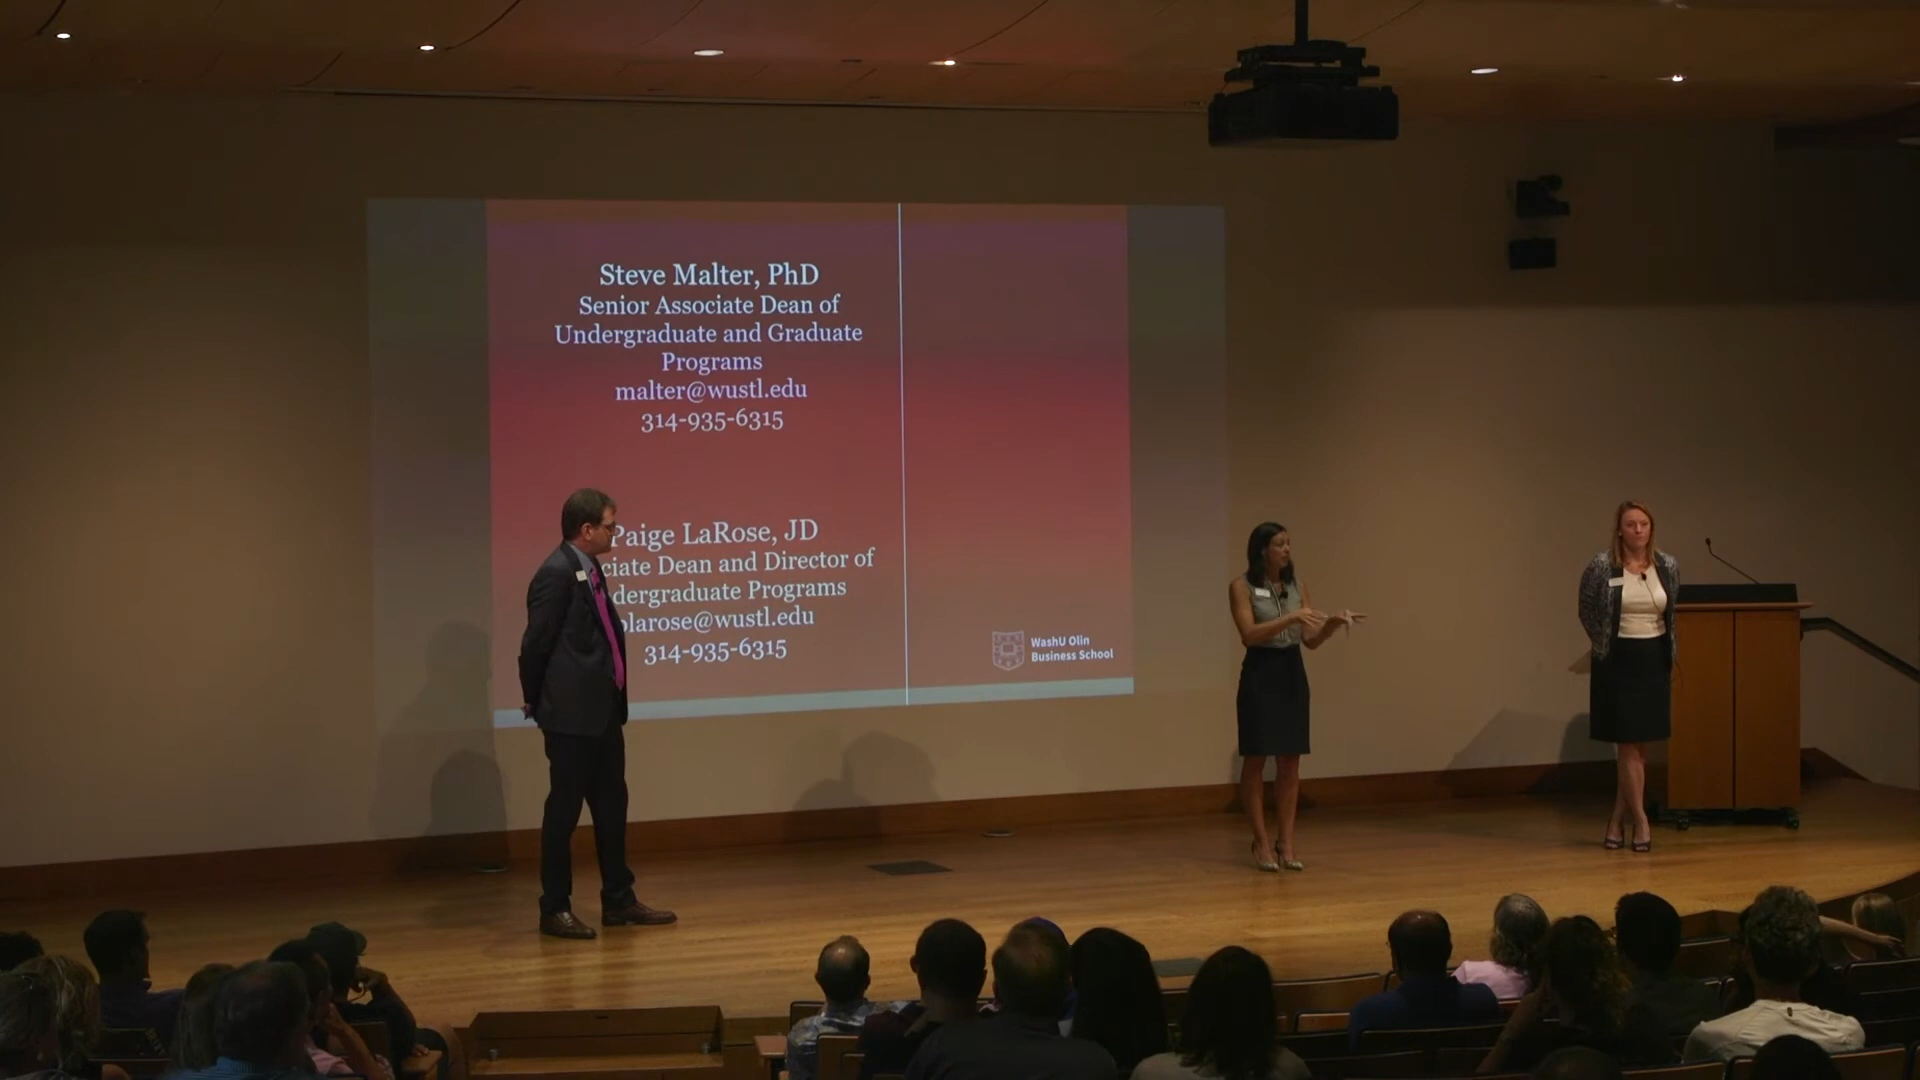 Steve Malter, PhD
Senior Associate Dean of
Undergraduate and Graduate
Programs
malter@wustl.edu
314-935-6315
Paige LaRose, JD
ciate Dean and Director of
dergraduate Programs
plarose@wustl.edu
314-935-6315
WashU Olin
Business School